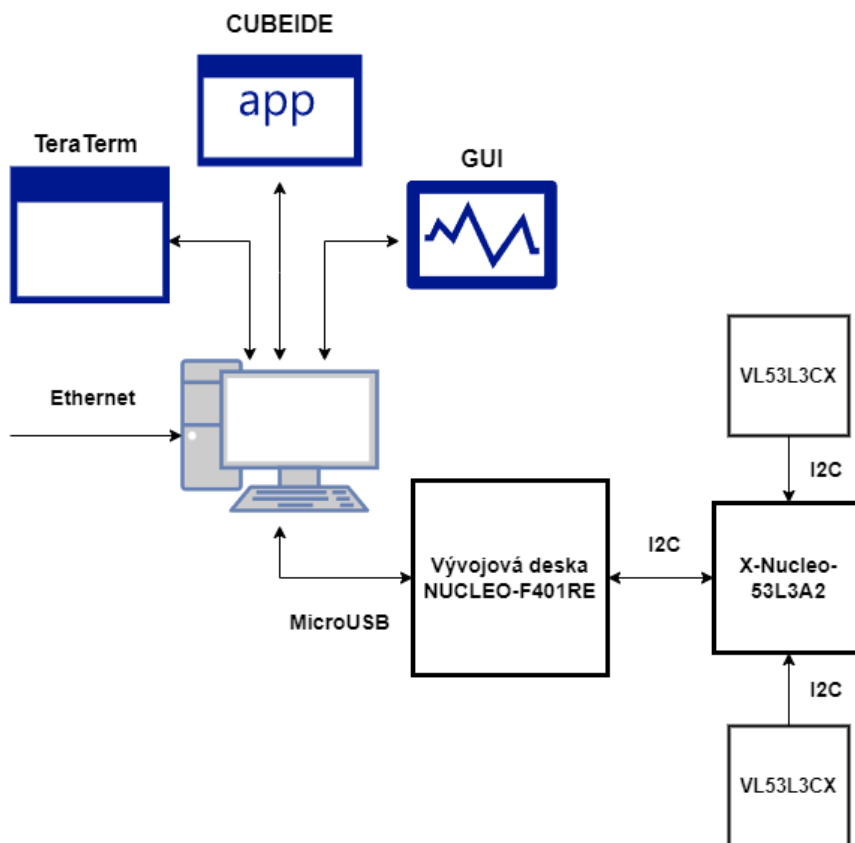 CUBEIDE
app
TeraTerm
GUI
Ethernet
VL53L3CX
I2C
Vývojová deska
NUCLEO-F401RE
I2C
X-Nucleo-
53L3A2
MicroUSB
I2C
VL53L3CX